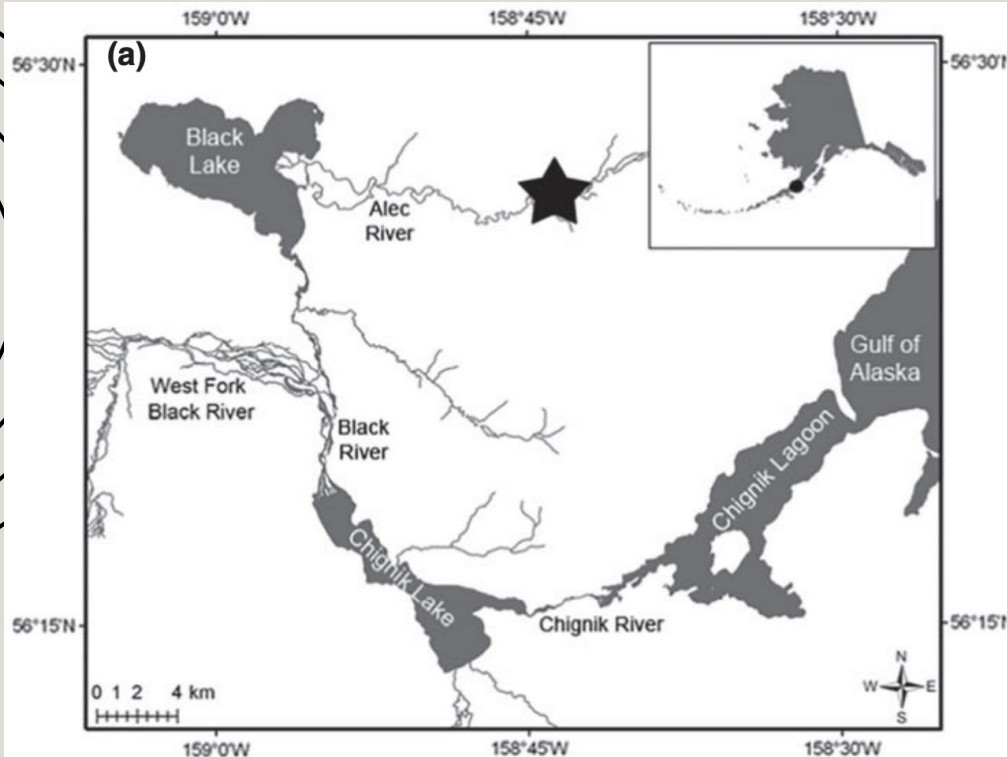 159°0'W 158°45'W 158°30'W
(a)
56°30'N 56°30'N
Black
Lake
Alec
River
Gulf of
Alaska
West Fork
Black River
Black
River
Chignik Lagoon
Chignik Lake
Chignik River
56°15'N 56°15'N
N
W E
S
0 1 2 4 km
159°0'W 158°45'W 158°30'W